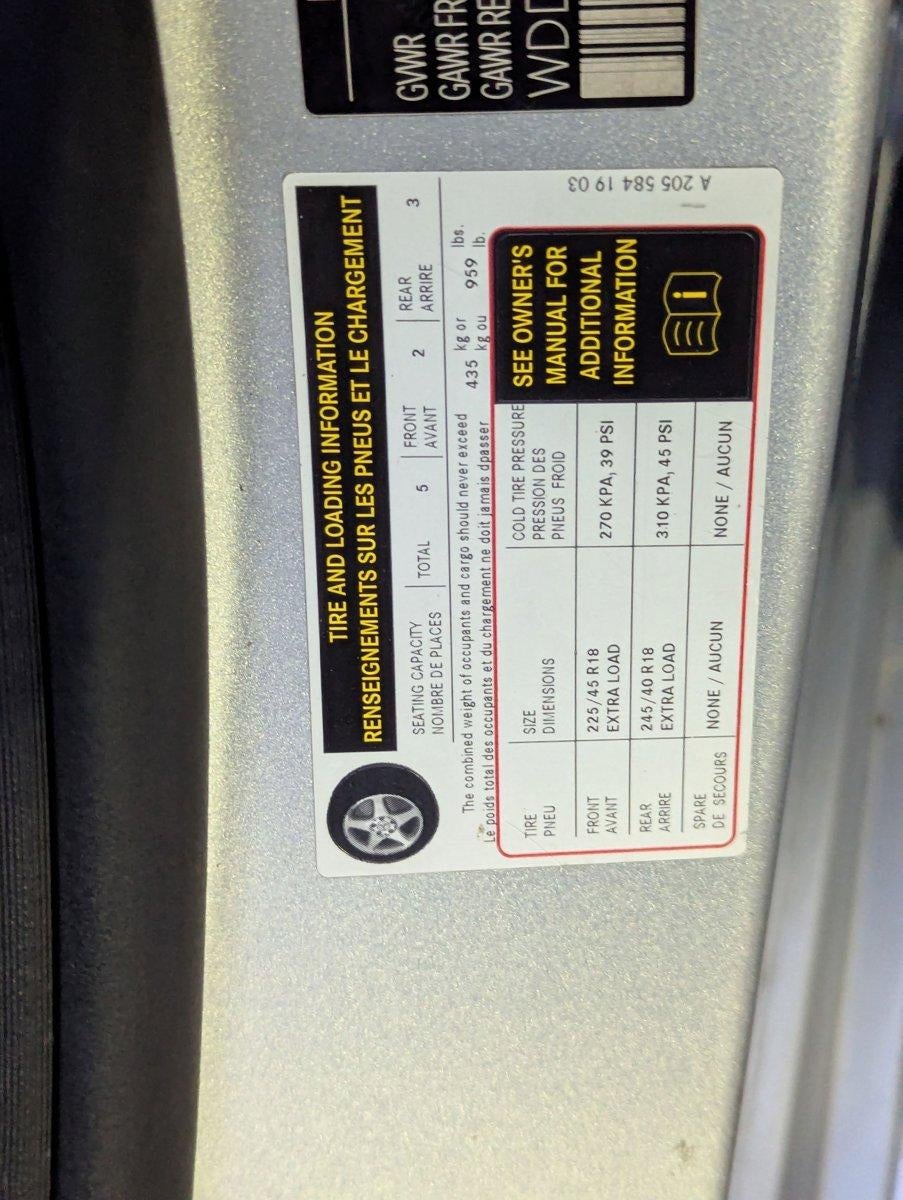 TIRE AND LOADING INFORMATION
RENSEIGNEMENTS SUR LES PNEUS ET LE CHARGEMENT
SEATING CAPACITY
NOMBRE DE PLACES
TOTAL 5
FRONT
AVANT
2
REAR
ARRIRE
3
The combined weight of occupants and cargo should never exceed
Le poids total des occupants et du chargement ne doit jamais dpasser
435 kg or 959 lbs.
kg ou lb.
TIRE
PNEU
SIZE
DIMENSIONS
COLD TIRE PRESSURE
PRESSION DES
PNEUS FROID
FRONT
AVANT
225/45 R18
EXTRA LOAD
270 KPA, 39 PSI
REAR
ARRIRE
245/40 R18
EXTRA LOAD
310 KPA, 45 PSI
SPARE
DE SECOURS
NONE / AUCUN
NONE / AUCUN
SEE OWNER'S
MANUAL FOR
ADDITIONAL
INFORMATION
A 205 584 19 03
GVWR
GAWR FR
GAWR RE
WDD